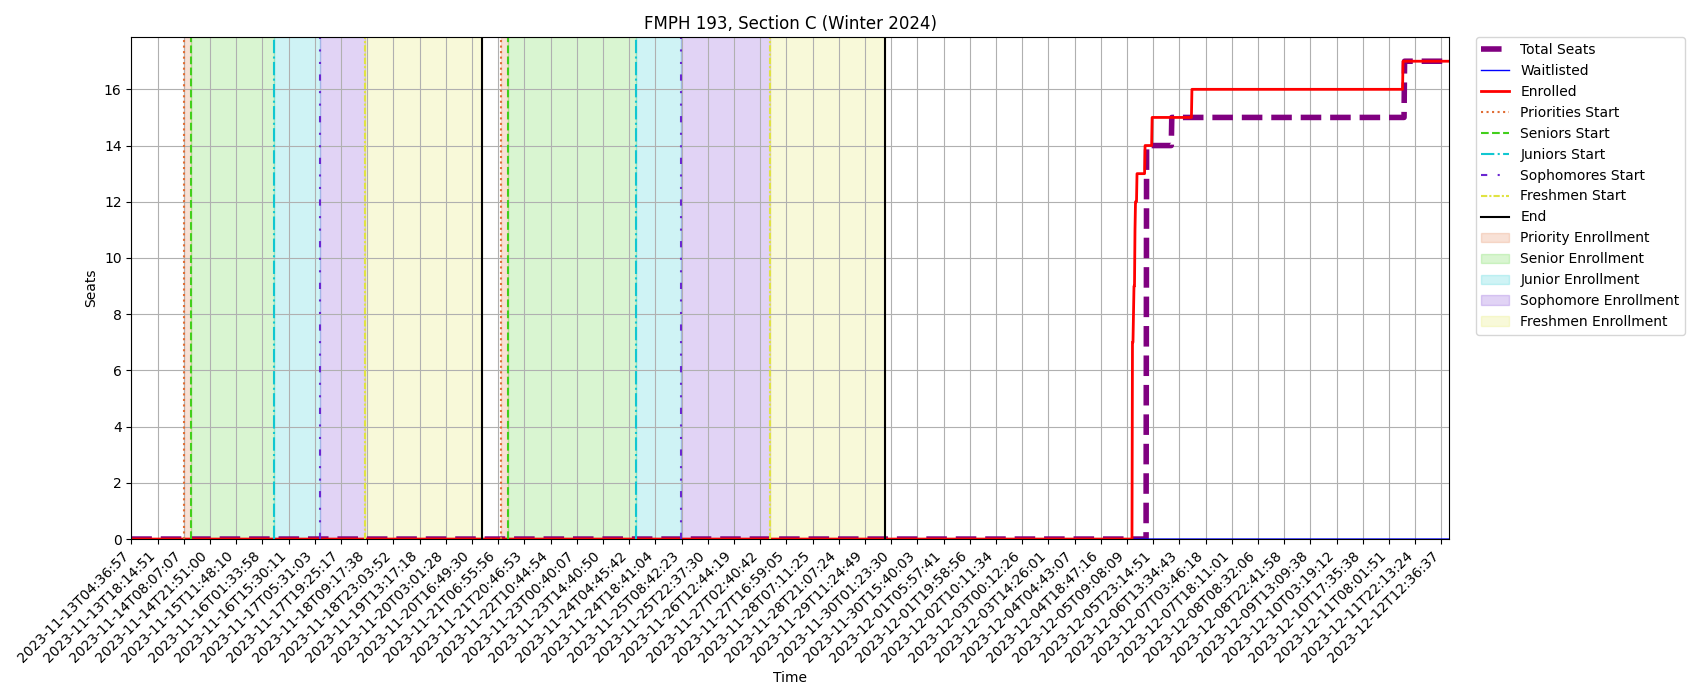 FMPH 193, Section C (Winter 2024)
Seats
16
14
12
10
8
6
4
2
0
2023-11-13T04:36:57
2023-11-13T18:14:51
2023-11-14T08:07:07
2023-11-14T21:51:00
2023-11-15T11:48:10
2023-11-16T01:33:58
2023-11-16T15:30:11
2023-11-17T05:31:03
2023-11-17T19:25:17
2023-11-18T09:17:38
2023-11-18T23:03:52
2023-11-19T13:17:18
2023-11-20T03:01:28
2023-11-20T16:49:30
2023-11-21T06:55:56
2023-11-21T20:46:53
2023-11-22T10:44:54
2023-11-23T00:40:07
2023-11-23T14:40:50
2023-11-24T04:45:42
2023-11-24T18:41:04
2023-11-25T08:42:23
2023-11-25T22:37:30
2023-11-26T12:44:19
2023-11-27T02:40:42
2023-11-27T16:59:05
2023-11-28T07:11:25
2023-11-28T21:07:24
2023-11-29T11:24:49
2023-11-30T01:23:30
2023-11-30T15:40:03
2023-12-01T05:57:41
2023-12-01T19:58:56
2023-12-02T10:11:34
2023-12-03T00:12:26
2023-12-03T14:26:01
2023-12-04T04:43:07
2023-12-04T18:47:16
2023-12-05T09:08:09
2023-12-05T23:14:51
2023-12-06T13:34:43
2023-12-07T03:46:18
2023-12-07T18:11:01
2023-12-08T08:32:06
2023-12-08T22:41:58
2023-12-09T13:09:38
2023-12-10T03:19:12
2023-12-10T17:35:38
2023-12-11T08:01:51
2023-12-11T22:13:24
2023-12-12T12:36:37
Time
Total Seats
Waitlisted
Enrolled
Priorities Start
Seniors Start
Juniors Start
Sophomores Start
Freshmen Start
End
Priority Enrollment
Senior Enrollment
Junior Enrollment
Sophomore Enrollment
Freshmen Enrollment